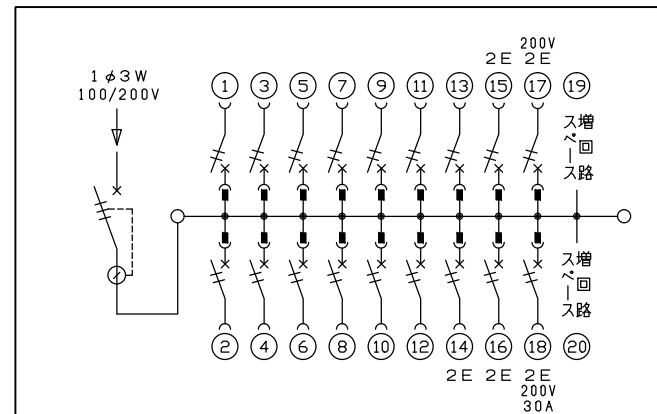 1φ3W
100/200V
200V
2E 2E
① ③ ⑤ ⑦ ⑨ ⑪ ⑬ ⑮ ⑰ ⑲
増回路
スペース
増回路
スペース
② ④ ⑥ ⑧ ⑩ ⑫ ⑭ ⑯ ⑱ ⑳
2E 2E 2E
200V
30A